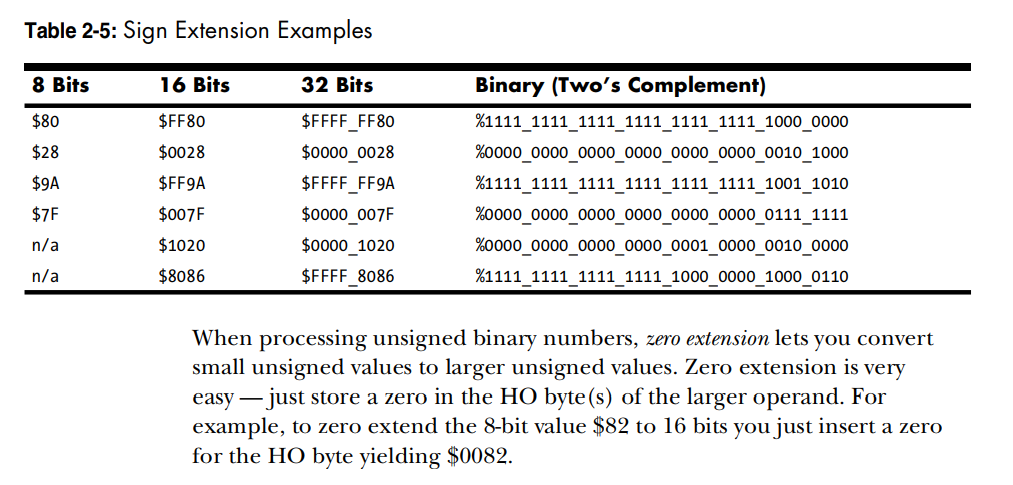 Table 2-5: Sign Extension Examples
8 Bits 16 Bits 32 Bits Binary (Two’s Complement)
$80 $FF80 $FFFF_FF80 %1111_1111_1111_1111_1111_1111_1000_0000
$28 $0028 $0000_0028 %0000_0000_0000_0000_0000_0000_0010_1000
$9A $FF9A $FFFF_FF9A %1111_1111_1111_1111_1111_1111_1001_1010
$7F $007F $0000_007F %0000_0000_0000_0000_0000_0000_0111_1111
n/a $1020 $0000_1020 %0000_0000_0000_0000_0001_0000_0010_0000
n/a $8086 $FFFF_8086 %1111_1111_1111_1111_1000_0000_1000_0110
When processing unsigned binary numbers, zero extension lets you convert
small unsigned values to larger unsigned values. Zero extension is very
easy — just store a zero in the HO byte(s) of the larger operand. For
example, to zero extend the 8-bit value $82 to 16 bits you just insert a zero
for the HO byte yielding $0082.